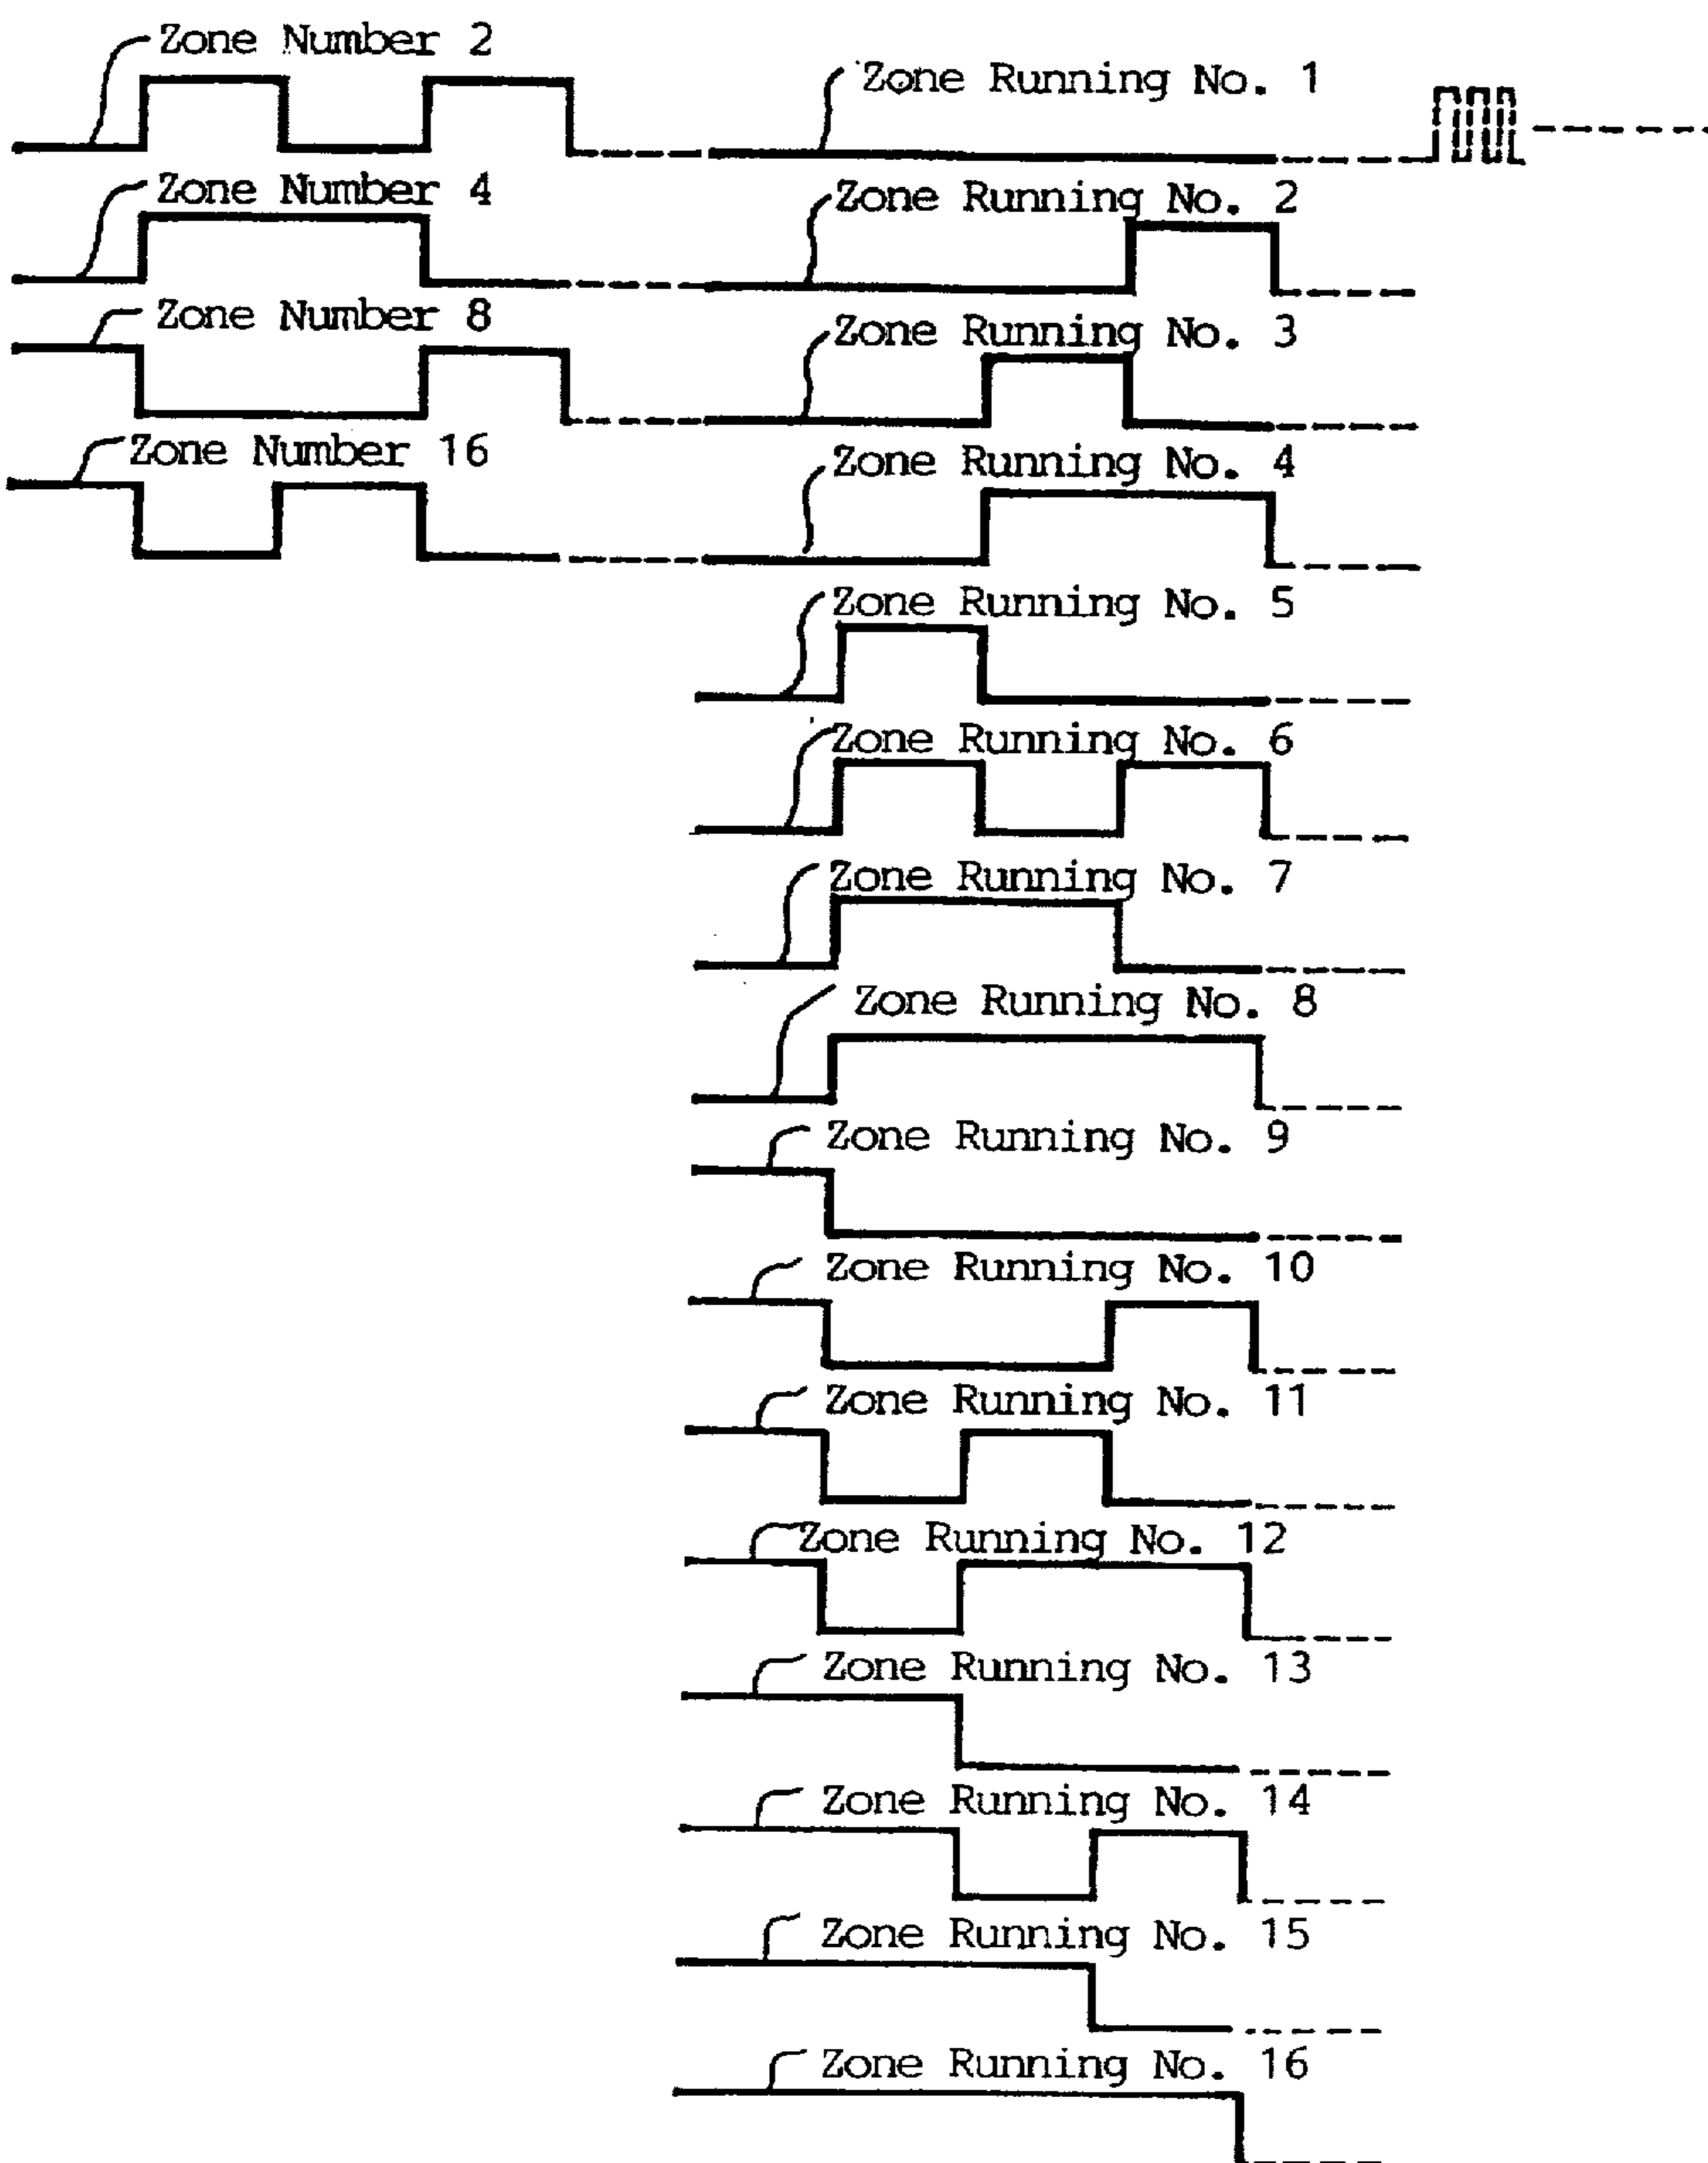 Zone Number 2
Zone Number 4
Zone Number 8
Zone Number 16
Zone Running No. 1
Zone Running No. 2
Zone Running No. 3
Zone Running No. 4
Zone Running No. 5
Zone Running No. 6
Zone Running No. 7
Zone Running No. 8
Zone Running No. 9
Zone Running No. 10
Zone Running No. 11
Zone Running No. 12
Zone Running No. 13
Zone Running No. 14
Zone Running No. 15
Zone Running No. 16